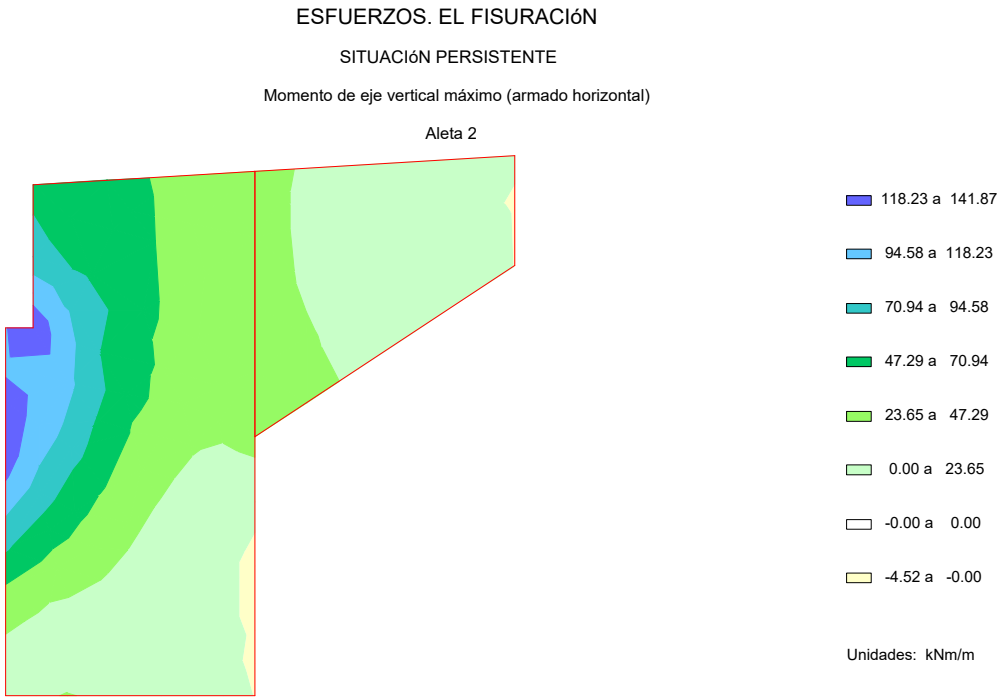 ESFUERZOS. EL FISURACIóN
SITUACIóN PERSISTENTE
Momento de eje vertical máximo (armado horizontal)
Aleta 2
118.23 a 141.87
94.58 a 118.23
70.94 a 94.58
47.29 a 70.94
23.65 a 47.29
0.00 a 23.65
-0.00 a 0.00
-4.52 a -0.00
Unidades: kNm/m